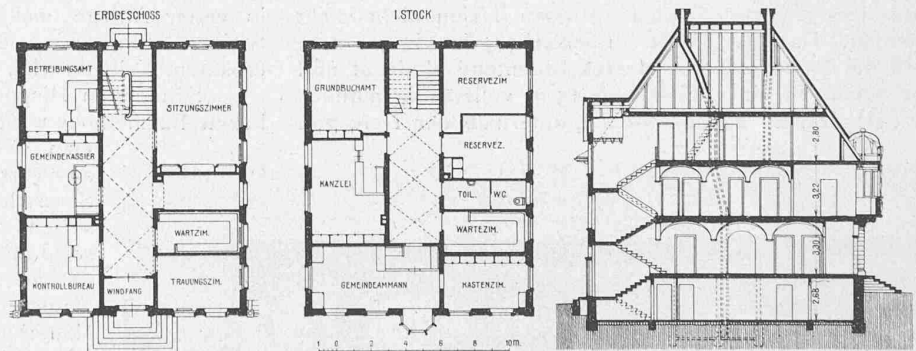 ERDGESCHOSS
BETREIBUNGSAMT
SITZUNGSZIMMER
GEMEINDEKASSIER
WARTZIM.
KONTROLLBUREAU
WINDFANG
TRAUUNGSZIM.
I. STOCK
GRUNDBUCHAMT
RESERVEZIM
RESERVEZ.
KANZLEI
TOIL.
W.C.
WARTEZIM.
GEMEINDEAMMANN
KASTENZIM.
1 0 2 4 6 8 10 m.
2,80
3,22
3,30
2,68